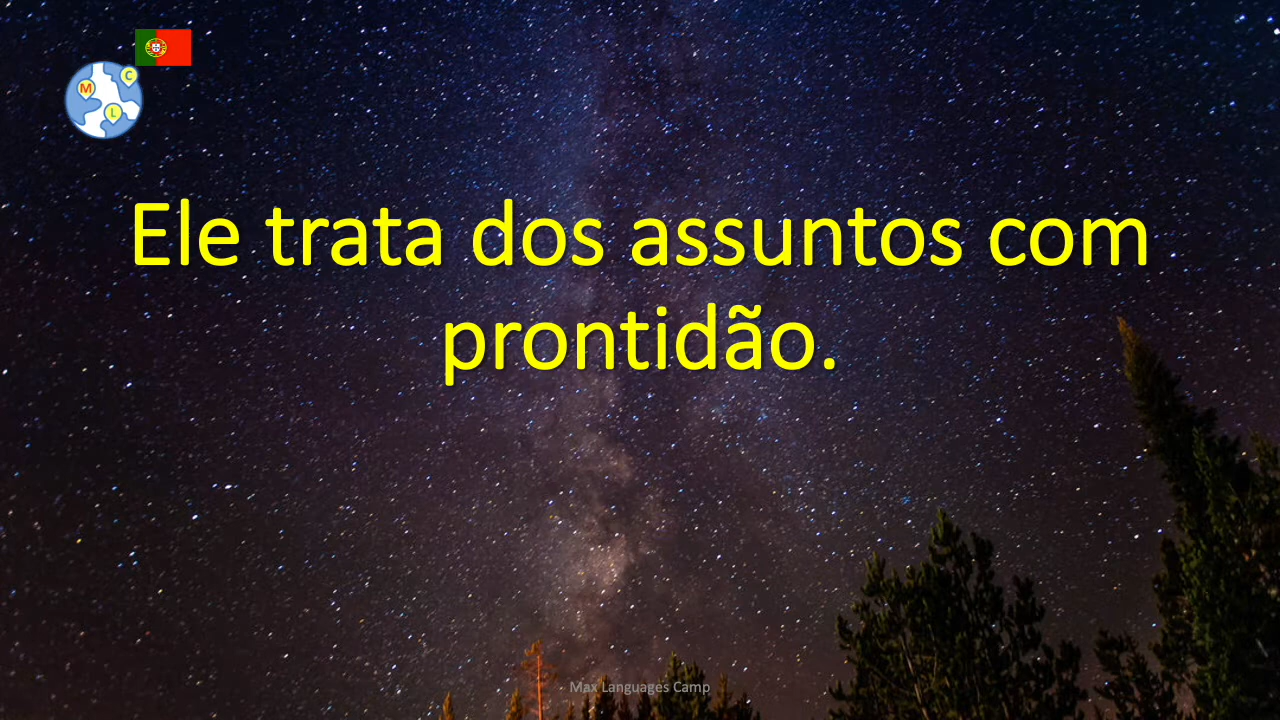 C
M
L
Ele trata dos assuntos com
prontidão.
Max Languages Camp